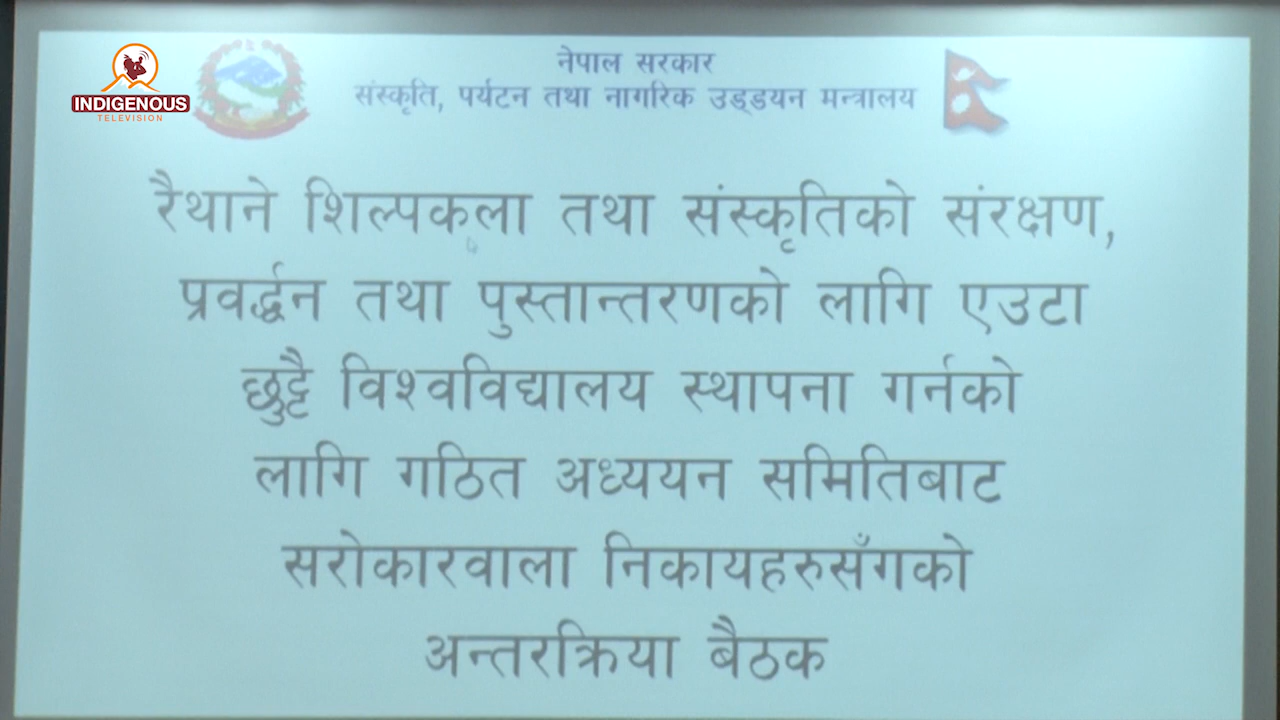 INDIGENOUS
TELEVISION
नेपाल सरकार
संस्कृति, पर्यटन तथा नागरिक उड्डयन मन्त्रालय
रैथाने शिल्पकला तथा संस्कृतिको संरक्षण,
प्रवर्द्धन तथा पुस्तान्तरणको लागि एउटा
छुट्टै विश्वविद्यालय स्थापना गर्नको
लागि गठित अध्ययन समितिबाट
सरोकारवाला निकायहरुसँगको
अन्तरक्रिया बैठक